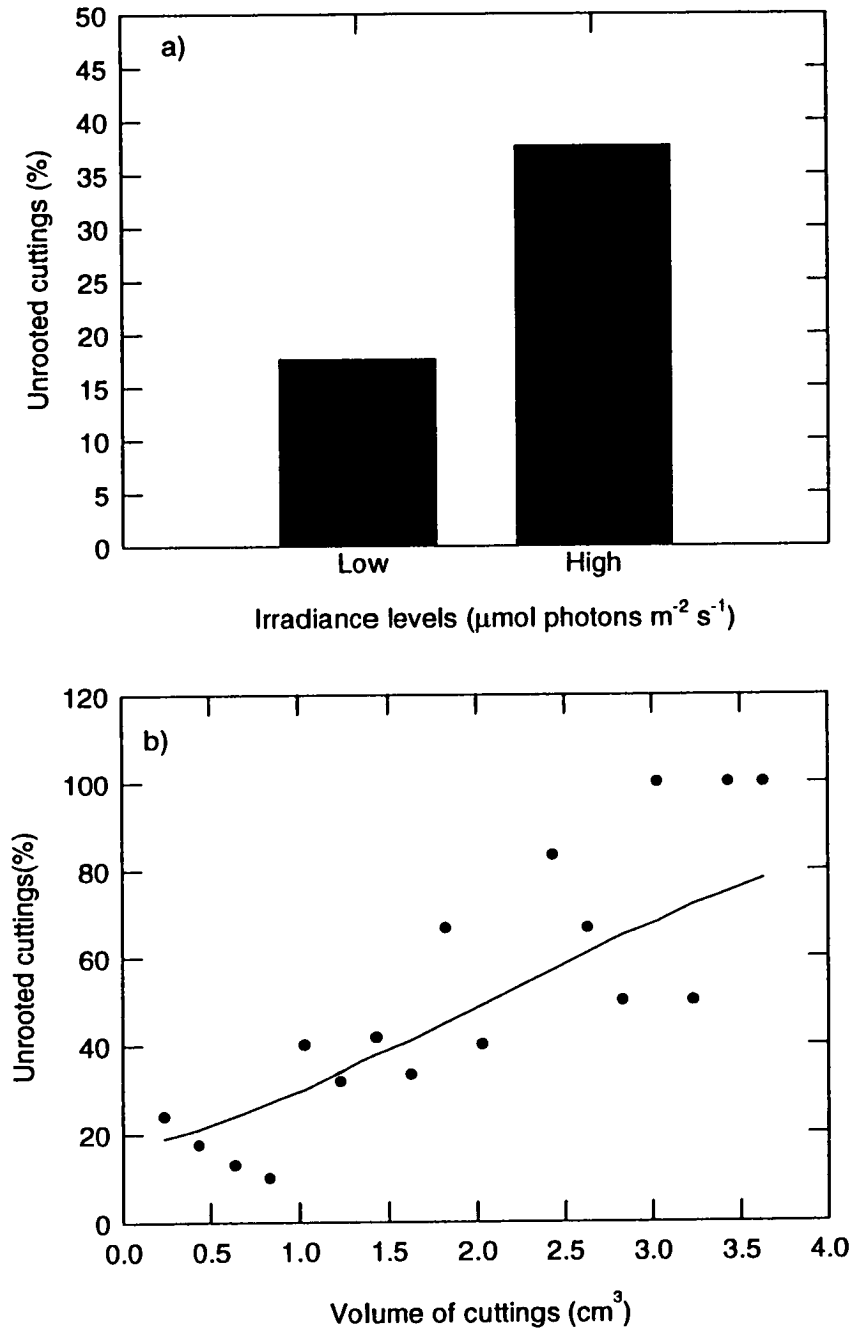 a)
50
45
40
35
30
25
20
15
10
5
0
Unrooted cuttings (%)
Low High
Irradiance levels (μmol photons m⁻² s⁻¹)
b)
120
100
80
60
40
20
0
Unrooted cuttings(%)
0.0 0.5 1.0 1.5 2.0 2.5 3.0 3.5 4.0
Volume of cuttings (cm³)